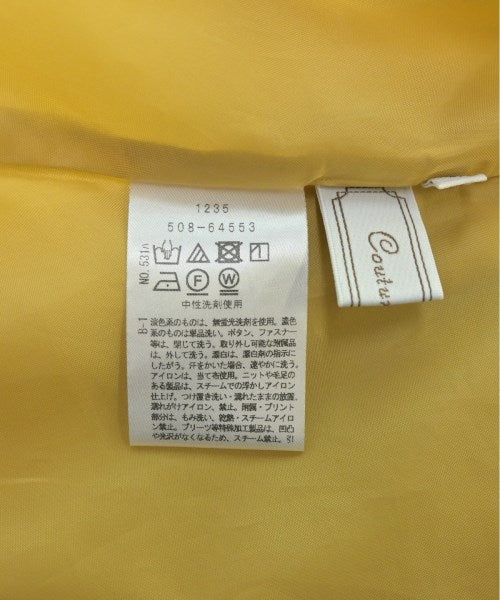 1235
508-64553
NO.531A
F
W
中性洗剤使用
B-1
淡色系のものは、無蛍光洗剤を使用。濃色
系のものは単品洗い。ボタン、ファスナー
等は、閉じて洗う。取り外し可能な附属品
は、外して洗う。漂白は、漂白剤の指示に
したがう。汗をかいた場合、速やかに洗う。
アイロンは、当て布使用。ニットや毛足の
ある製品は、スチームでの浮かしアイロン
仕上げ。つけ置き洗い・濡れたままの放置、
濡れがけアイロン、禁止。附属・プリント
部分は、もみ洗い、乾熱・スチームアイロ
ン禁止。プリーツ等特殊加工製品は、凹凸
や光沢がなくなるため、スチーム禁止。引
Coutur